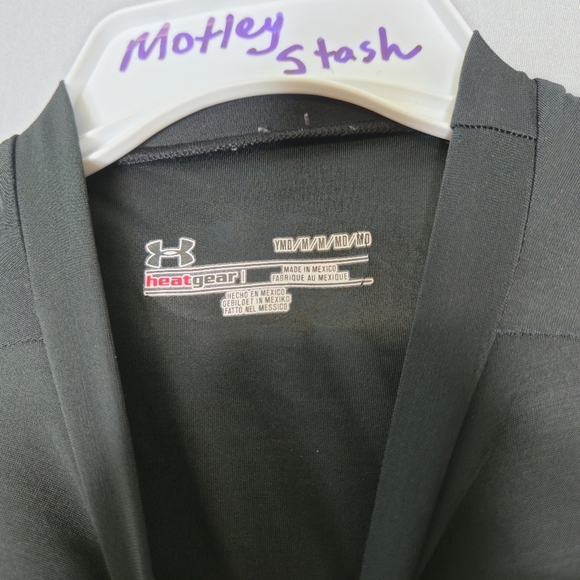 Motley
Stash
YMD/M/M/MD/MD
heatgear
MADE IN MEXICO
FABRIQUE AU MEXIQUE
HECHO EN MEXICO
GEBILDET IN MEXIKO
FATTO NEL MESSICO